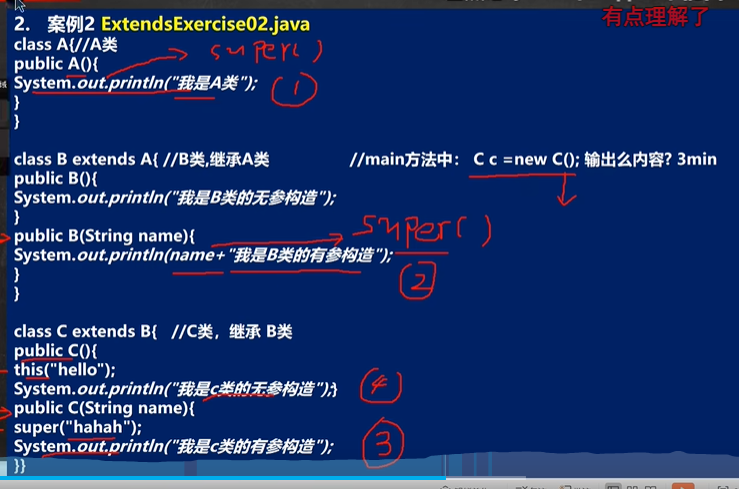 有点理解了
2. 案例2 ExtendsExercise02.java
class A{//A类
super()
public A(){
System.out.println("我是A类");
①
}
}
class B extends A{ //B类,继承A类
//main方法中: C c =new C(); 输出么内容? 3min
public B(){
System.out.println("我是B类的无参构造");
}
super()
public B(String name){
System.out.println(name+"我是B类的有参构造");
②
}
}
class C extends B{ //C类，继承 B类
public C(){
this("hello");
System.out.println("我是c类的无参构造");}
④
public C(String name){
super("hahah");
System.out.println("我是c类的有参构造");
③
}}